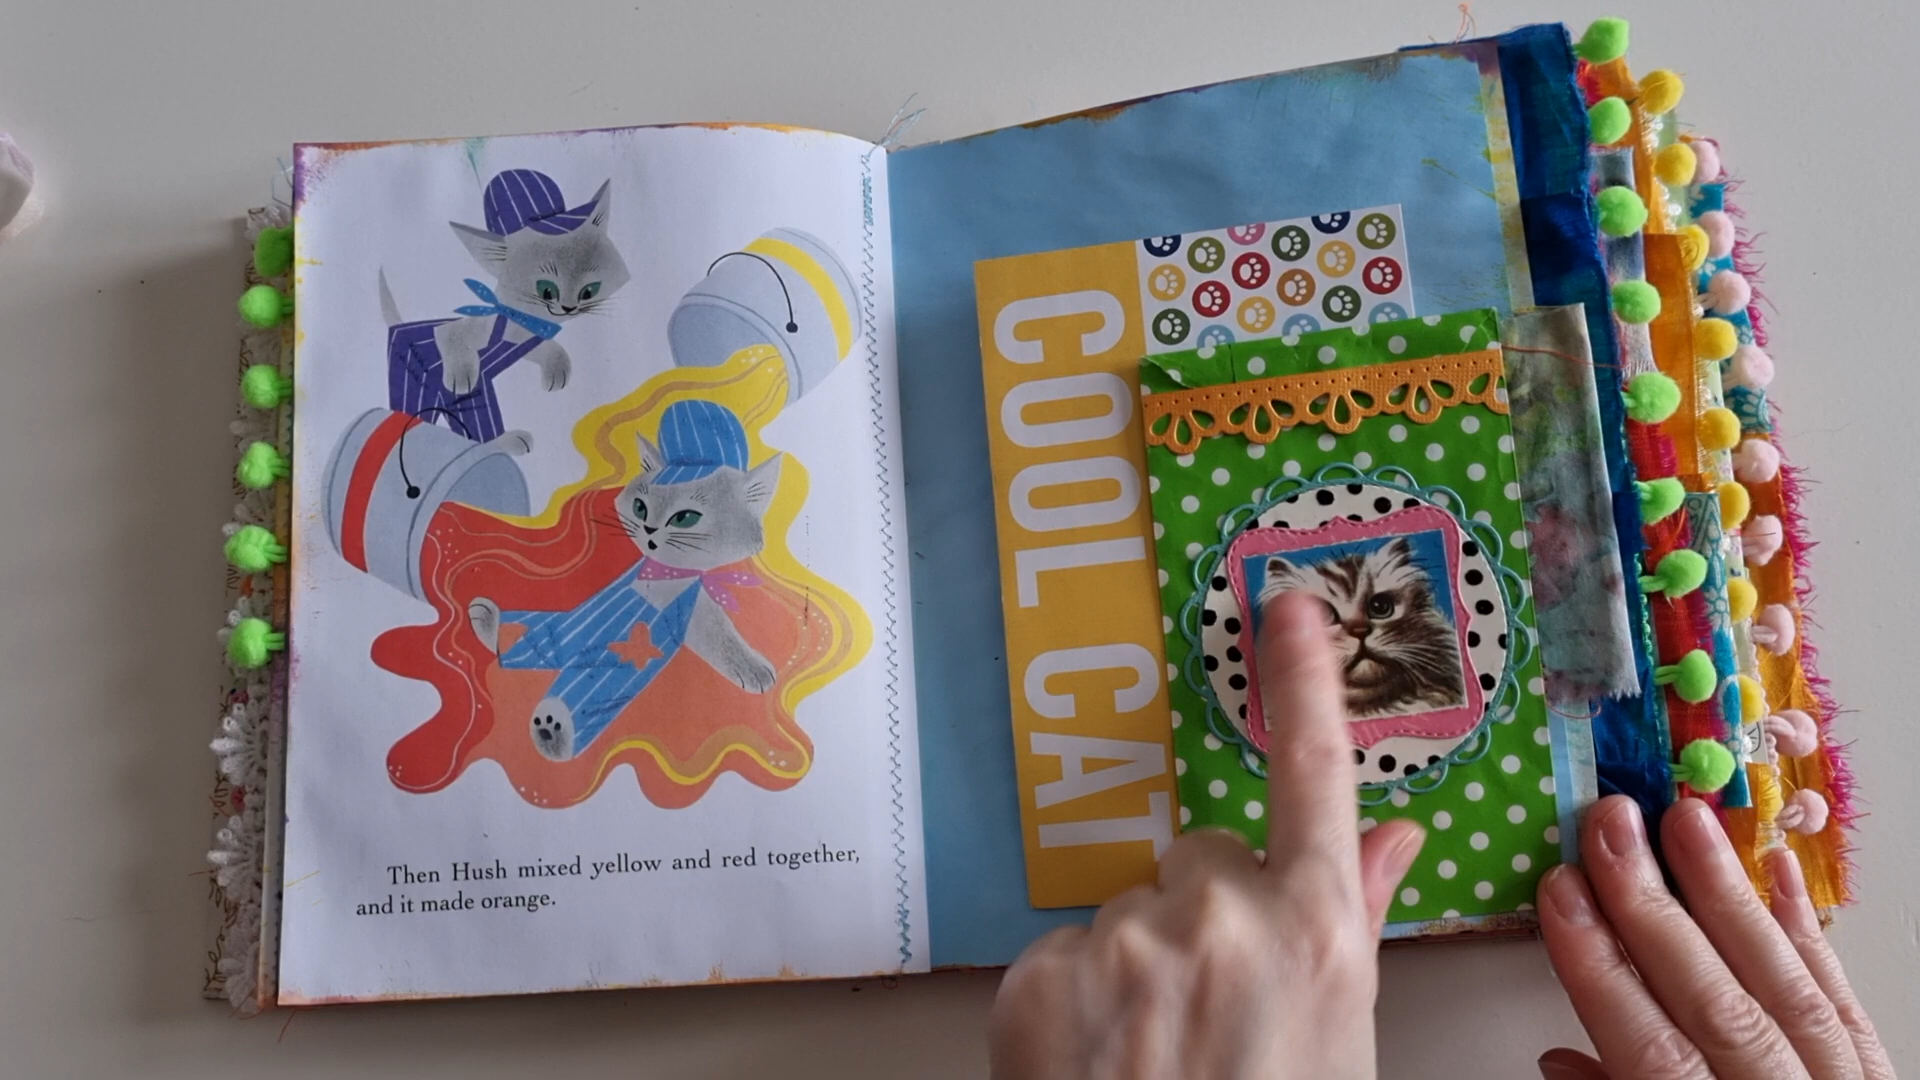 Then Hush mixed yellow and red together,
and it made orange.
COOL CAT